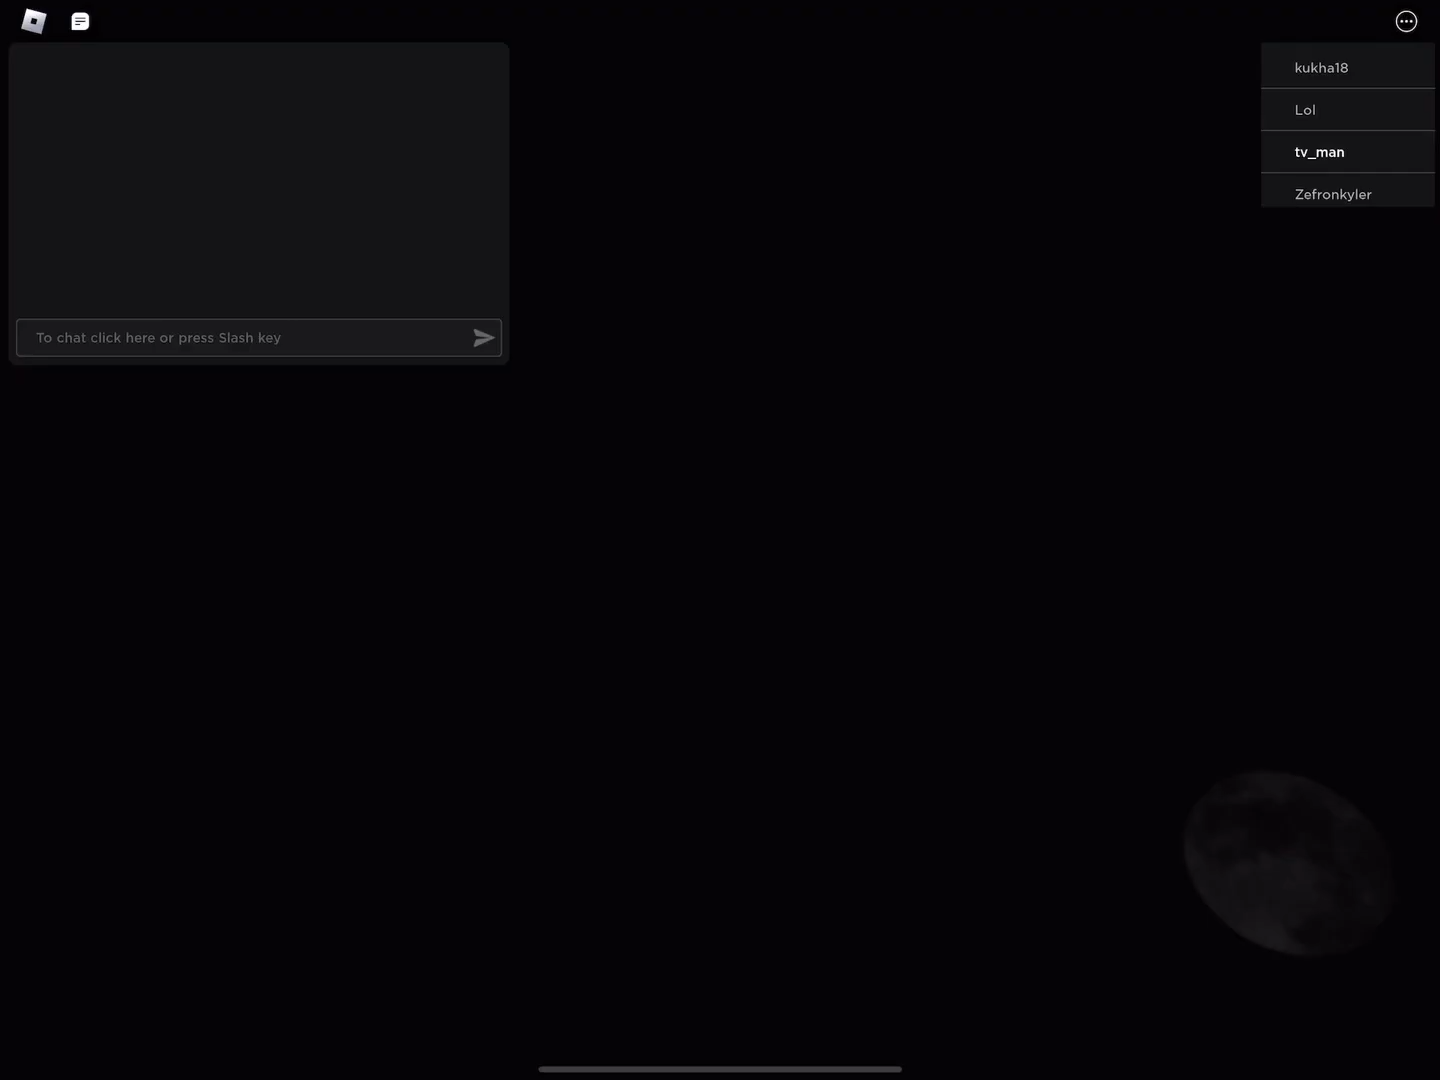 kukha18
Lol
tv_man
Zefronkyler
To chat click here or press Slash key